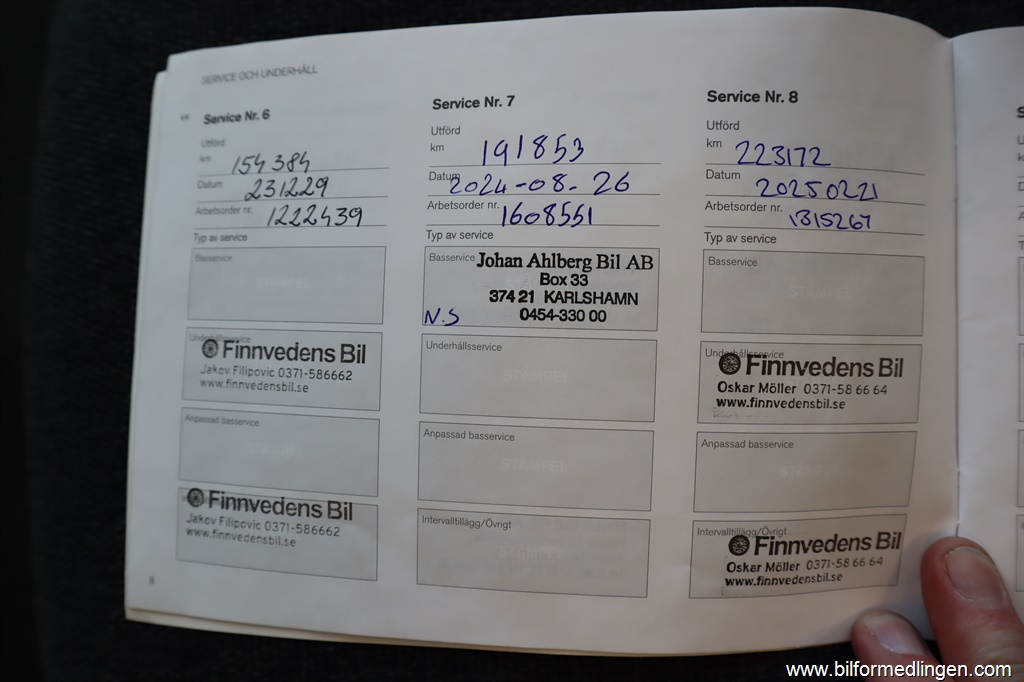 SERVICE OCH UNDERHÅLL
Service Nr. 6
Utförd
km 154384
Datum 231229
Arbetsorder nr. 1222439
Typ av service
Basservice
Underhållsservice
Finnvedens Bil
Jakov Filipovic 0371-586662
www.finnvedensbil.se
Anpassad basservice
STÄMPEL
Finnvedens Bil
Jakov Filipovic 0371-586662
www.finnvedensbil.se
8
Service Nr. 7
Utförd
km 191853
Datum 2024-08-26
Arbetsorder nr. 1608551
Typ av service
Basservice
Johan Ahlberg Bil AB
Box 33
374 21 KARLSHAMN
N.S 0454-330 00
Underhållsservice
STÄMPEL
Anpassad basservice
STÄMPEL
Intervalltillägg/Övrigt
STÄMPEL
Service Nr. 8
Utförd
km 223172
Datum 20250221
Arbetsorder nr. 1315267
Typ av service
Basservice
STÄMPEL
Underhållsservice
Finnvedens Bil
Oskar Möller 0371-58 66 64
www.finnvedensbil.se
Anpassad basservice
STÄMPEL
Intervalltillägg/Övrigt
Finnvedens Bil
Oskar Möller 0371-58 66 64
www.finnvedensbil.se
www.bilformedlingen.com